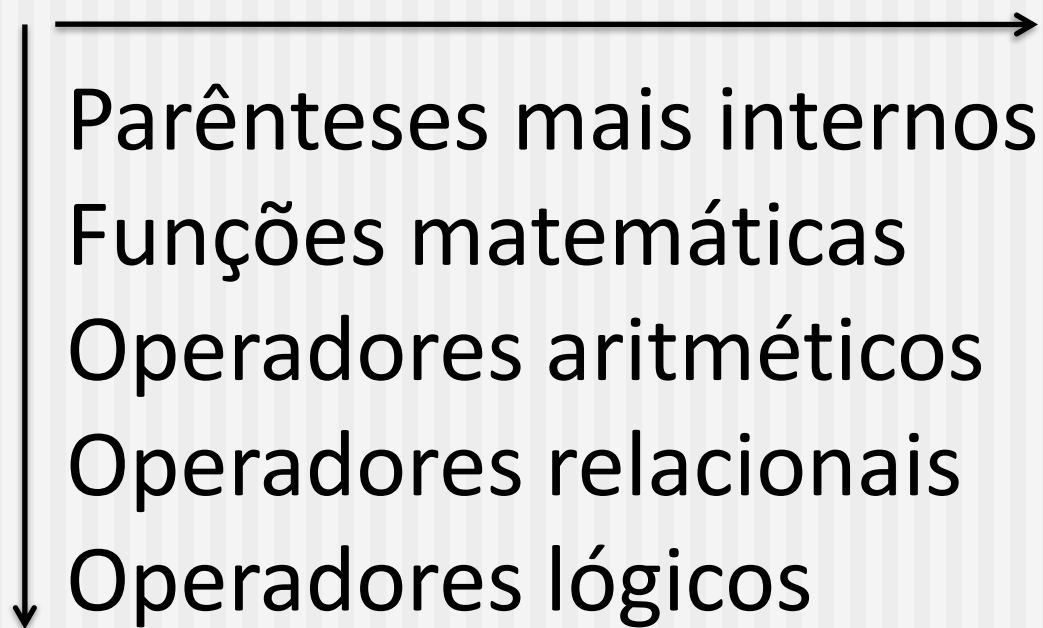 Parênteses mais internos
Funções matemáticas
Operadores aritméticos
Operadores relacionais
Operadores lógicos